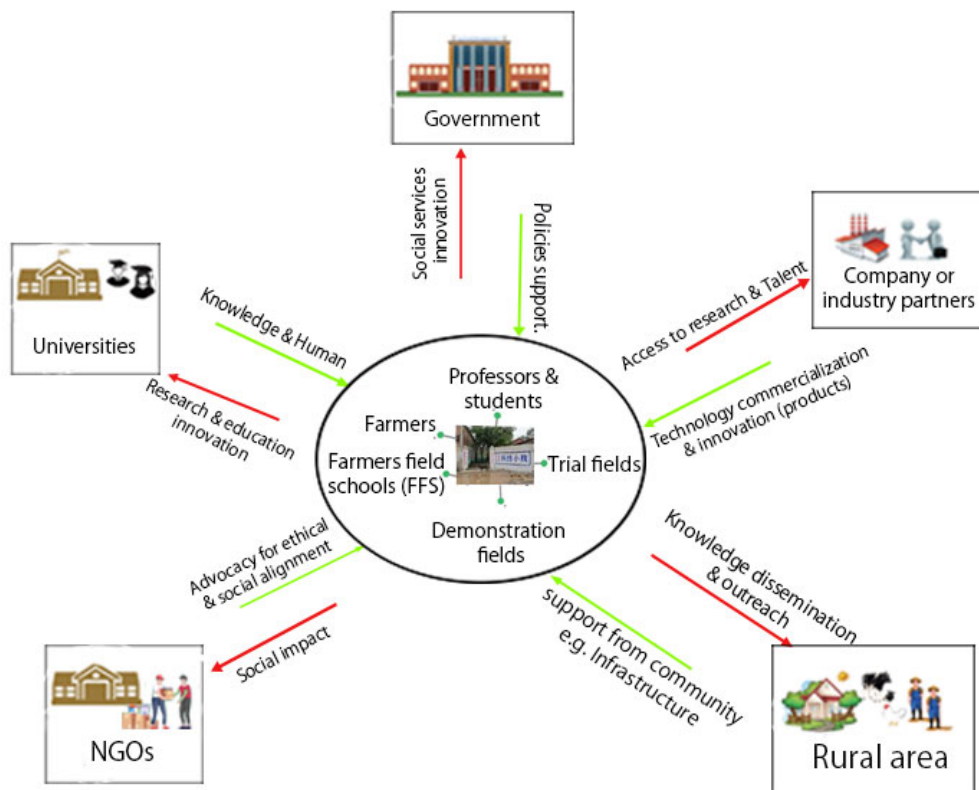 Government
Social services
innovation
Policies support.
Universities
Knowledge & Human
Research & education
innovation
Company or
industry partners
Access to research & Talent
Technology commercialization
& innovation (products)
Professors &
students
Farmers
Farmers field
schools (FFS)
Trial fields
Demonstration
fields
Advocacy for ethical
& social alignment
Social impact
NGOs
Knowledge dissemination
& outreach
support from community
e.g. Infrastructure
Rural area